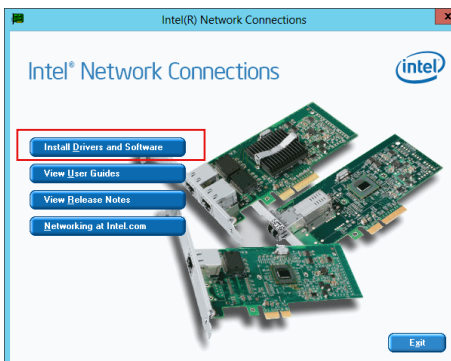 Intel(R) Network Connections
x
Intel® Network Connections
intel
Install Drivers and Software
View User Guides
View Release Notes
Networking at Intel.com
Exit